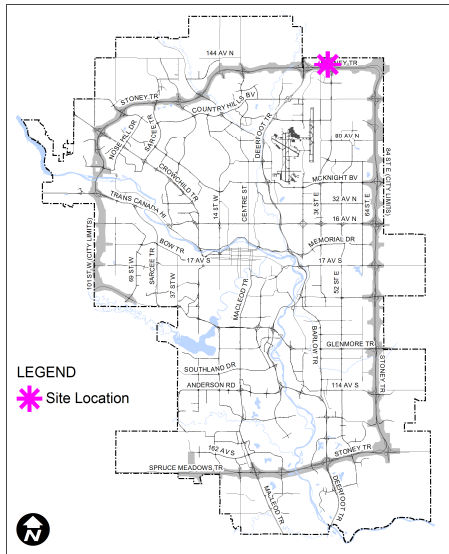 144 AV N
NEY TR
STONEY TR
COUNTRY HILLS BV
NOSE HILL DR
SARCEE TR
DEERFOOT TR
80 AV N
CROWCHILD TR
MCKNIGHT BV
84 ST E (CITY LIMITS)
TRANS CANADA HI
14 ST W
CENTRE ST
36 ST E
32 AV N
64 ST E
16 AV N
101 ST W (CITY LIMITS)
BOW TR
MEMORIAL DR
17 AV S
17 AV S
69 ST W
SARCEE TR
37 ST W
MACLEOD TR
52 ST E
BARLOW TR
GLENMORE TR
STONEY TR
SOUTHLAND DR
ANDERSON RD
114 AV S
LEGEND
Site Location
162 AV S
STONEY TR
SPRUCE MEADOWS TR
MACLEOD TR
DEERFOOT TR
N